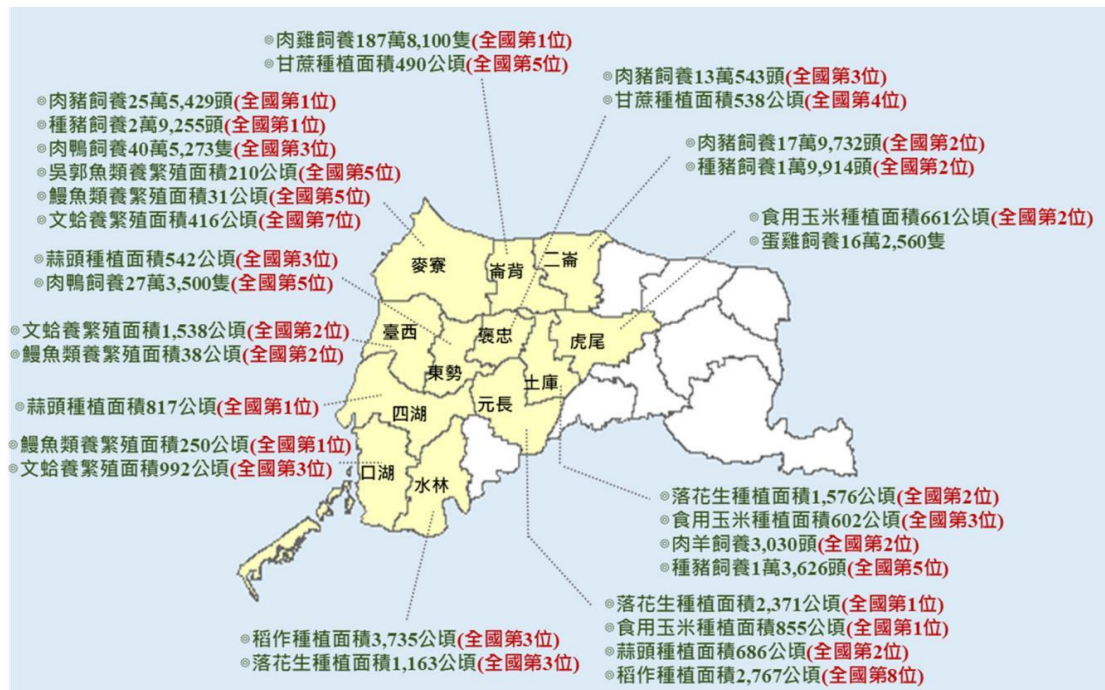 ◎肉雞飼養187萬8,100隻(全國第1位)
◎甘蔗種植面積490公頃(全國第5位)
◎肉豬飼養13萬543頭(全國第3位)
◎甘蔗種植面積538公頃(全國第4位)
◎肉豬飼養25萬5,429頭(全國第1位)
◎種豬飼養2萬9,255頭(全國第1位)
◎肉鴨飼養40萬5,273隻(全國第3位)
吳郭魚類養繁殖面積210公頃(全國第5位)
◎鰻魚類養繁殖面積31公頃(全國第5位)
◎文蛤養繁殖面積416公頃(全國第7位)
◎肉豬飼養17萬9,732頭(全國第2位)
◎種豬飼養1萬9,914頭(全國第2位)
◎食用玉米種植面積661公頃(全國第2位)
◎蛋雞飼養16萬2,560隻
◎蒜頭種植面積542公頃(全國第3位)
◎肉鴨飼養27萬3,500隻(全國第5位)
◎文蛤養繁殖面積1,538公頃(全國第2位)
◎鰻魚類養繁殖面積38公頃(全國第2位)
◎蒜頭種植面積817公頃(全國第1位)
◎鰻魚類養繁殖面積250公頃(全國第1位)
◎文蛤養繁殖面積992公頃(全國第3位)
麥寮
崙背
二崙
臺西
東勢
褒忠
土庫
虎尾
四湖
元長
口湖
水林
◎落花生種植面積1,576公頃(全國第2位)
◎食用玉米種植面積602公頃(全國第3位)
◎肉羊飼養3,030頭(全國第2位)
◎種豬飼養1萬3,626頭(全國第5位)
◎落花生種植面積2,371公頃(全國第1位)
◎食用玉米種植面積855公頃(全國第1位)
◎蒜頭種植面積686公頃(全國第2位)
◎稻作種植面積2,767公頃(全國第8位)
◎稻作種植面積3,735公頃(全國第3位)
◎落花生種植面積1,163公頃(全國第3位)